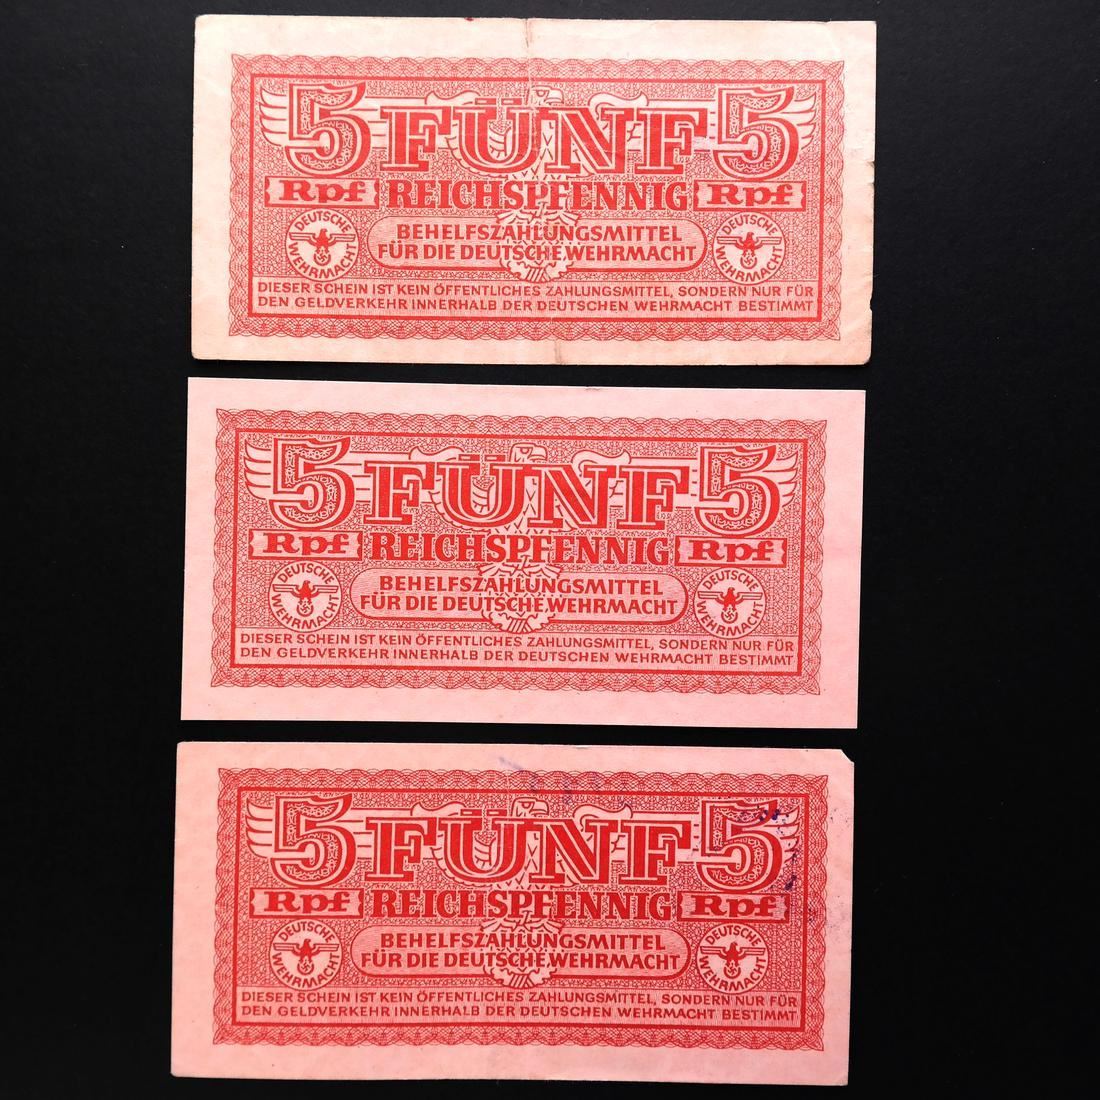 5 FÜNF 5
Rpf REICHSPFENNIG Rpf
BEHELFSZAHLUNGSMITTEL
FÜR DIE DEUTSCHE WEHRMACHT
DEUTSCHE WEHRMACHT
DEUTSCHE WEHRMACHT
DIESER SCHEIN IST KEIN ÖFFENTLICHES ZAHLUNGSMITTEL, SONDERN NUR FÜR
DEN GELDVERKEHR INNERHALB DER DEUTSCHEN WEHRMACHT BESTIMMT
5 FÜNF 5
Rpf REICHSPFENNIG Rpf
BEHELFSZAHLUNGSMITTEL
FÜR DIE DEUTSCHE WEHRMACHT
DEUTSCHE WEHRMACHT
DEUTSCHE WEHRMACHT
DIESER SCHEIN IST KEIN ÖFFENTLICHES ZAHLUNGSMITTEL, SONDERN NUR FÜR
DEN GELDVERKEHR INNERHALB DER DEUTSCHEN WEHRMACHT BESTIMMT
5 FÜNF 5
Rpf REICHSPFENNIG Rpf
BEHELFSZAHLUNGSMITTEL
FÜR DIE DEUTSCHE WEHRMACHT
DEUTSCHE WEHRMACHT
DEUTSCHE WEHRMACHT
DIESER SCHEIN IST KEIN ÖFFENTLICHES ZAHLUNGSMITTEL, SONDERN NUR FÜR
DEN GELDVERKEHR INNERHALB DER DEUTSCHEN WEHRMACHT BESTIMMT